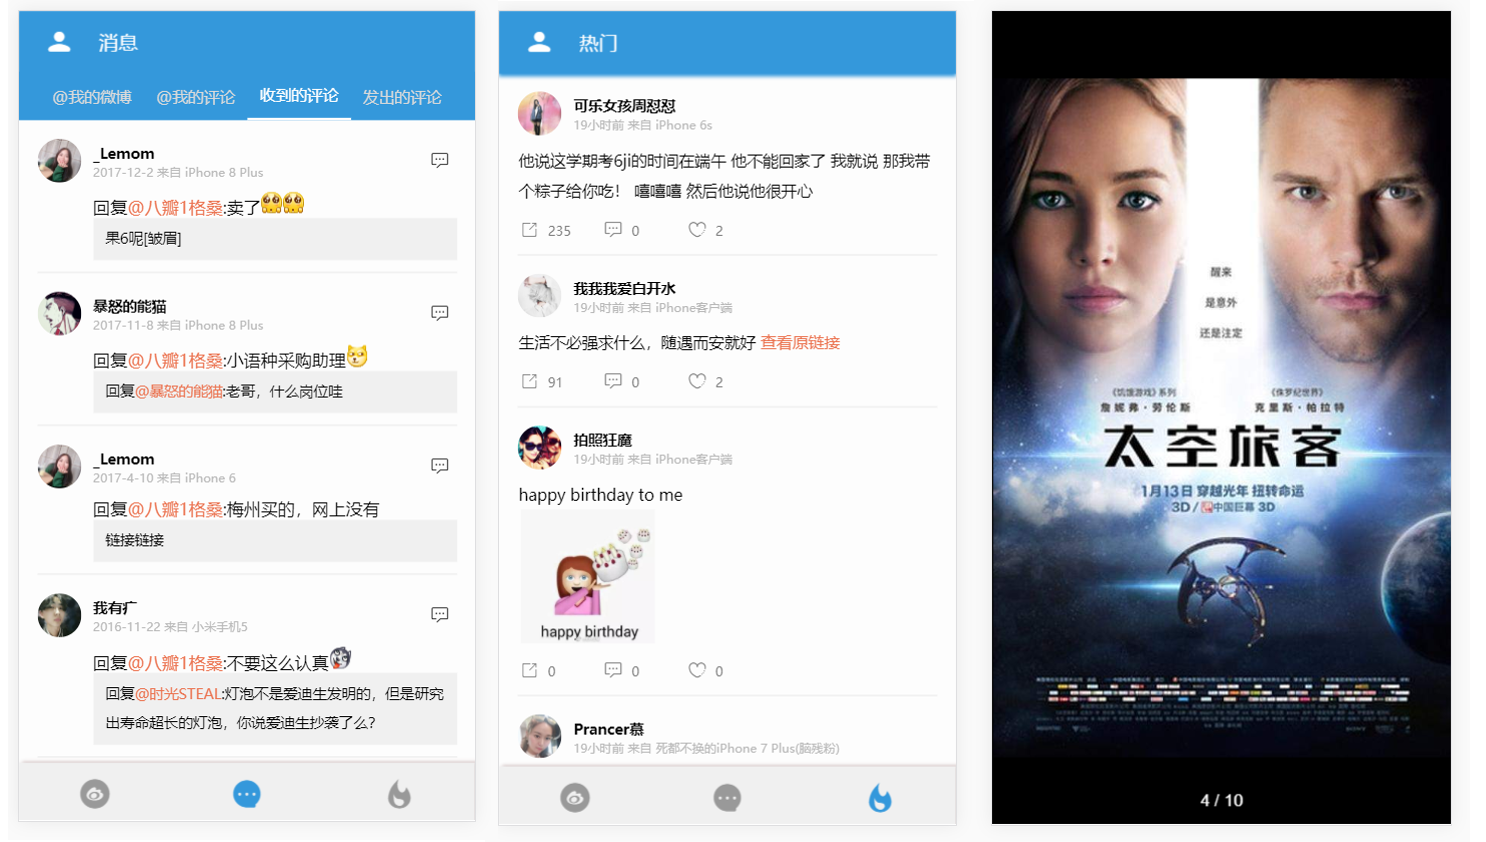 消息
@我的微博 @我的评论 收到的评论 发出的评论
_Lemom
2017-12-2 来自 iPhone 8 Plus
回复@八瓣1格桑:卖了
果6呢[皱眉]
暴怒的能猫
2017-11-8 来自 iPhone 8 Plus
回复@八瓣1格桑:小语种采购助理
回复@暴怒的能猫:老哥，什么岗位哇
_Lemom
2017-4-10 来自 iPhone 6
回复@八瓣1格桑:梅州买的，网上没有
链接链接
我有疒
2016-11-22 来自 小米手机5
回复@八瓣1格桑:不要这么认真
回复@时光STEAL:灯泡不是爱迪生发明的，但是研究
出寿命超长的灯泡，你说爱迪生抄袭了么?
热门
可乐女孩周怼怼
19小时前 来自 iPhone 6s
他说这学期考6ji的时间在端午 他不能回家了 我就说 那我带
个粽子给你吃！ 嘻嘻嘻 然后他说他很开心
235 0 2
我我我爱白开水
19小时前 来自 iPhone客户端
生活不必强求什么，随遇而安就好 查看原链接
91 0 2
拍照狂魔
19小时前 来自 iPhone客户端
happy birthday to me
happy birthday
0 0 0
Prancer慕
19小时前 来自 死都不换的iPhone 7 Plus(脑残粉)
醒来
是意外
还是注定
《饥饿游戏》系列 《侏罗纪世界》
詹妮弗·劳伦斯 克里斯·帕拉特
太空旅客
1月13日 穿越光年 扭转命运
3D / 中国巨幕 3D
4 / 10